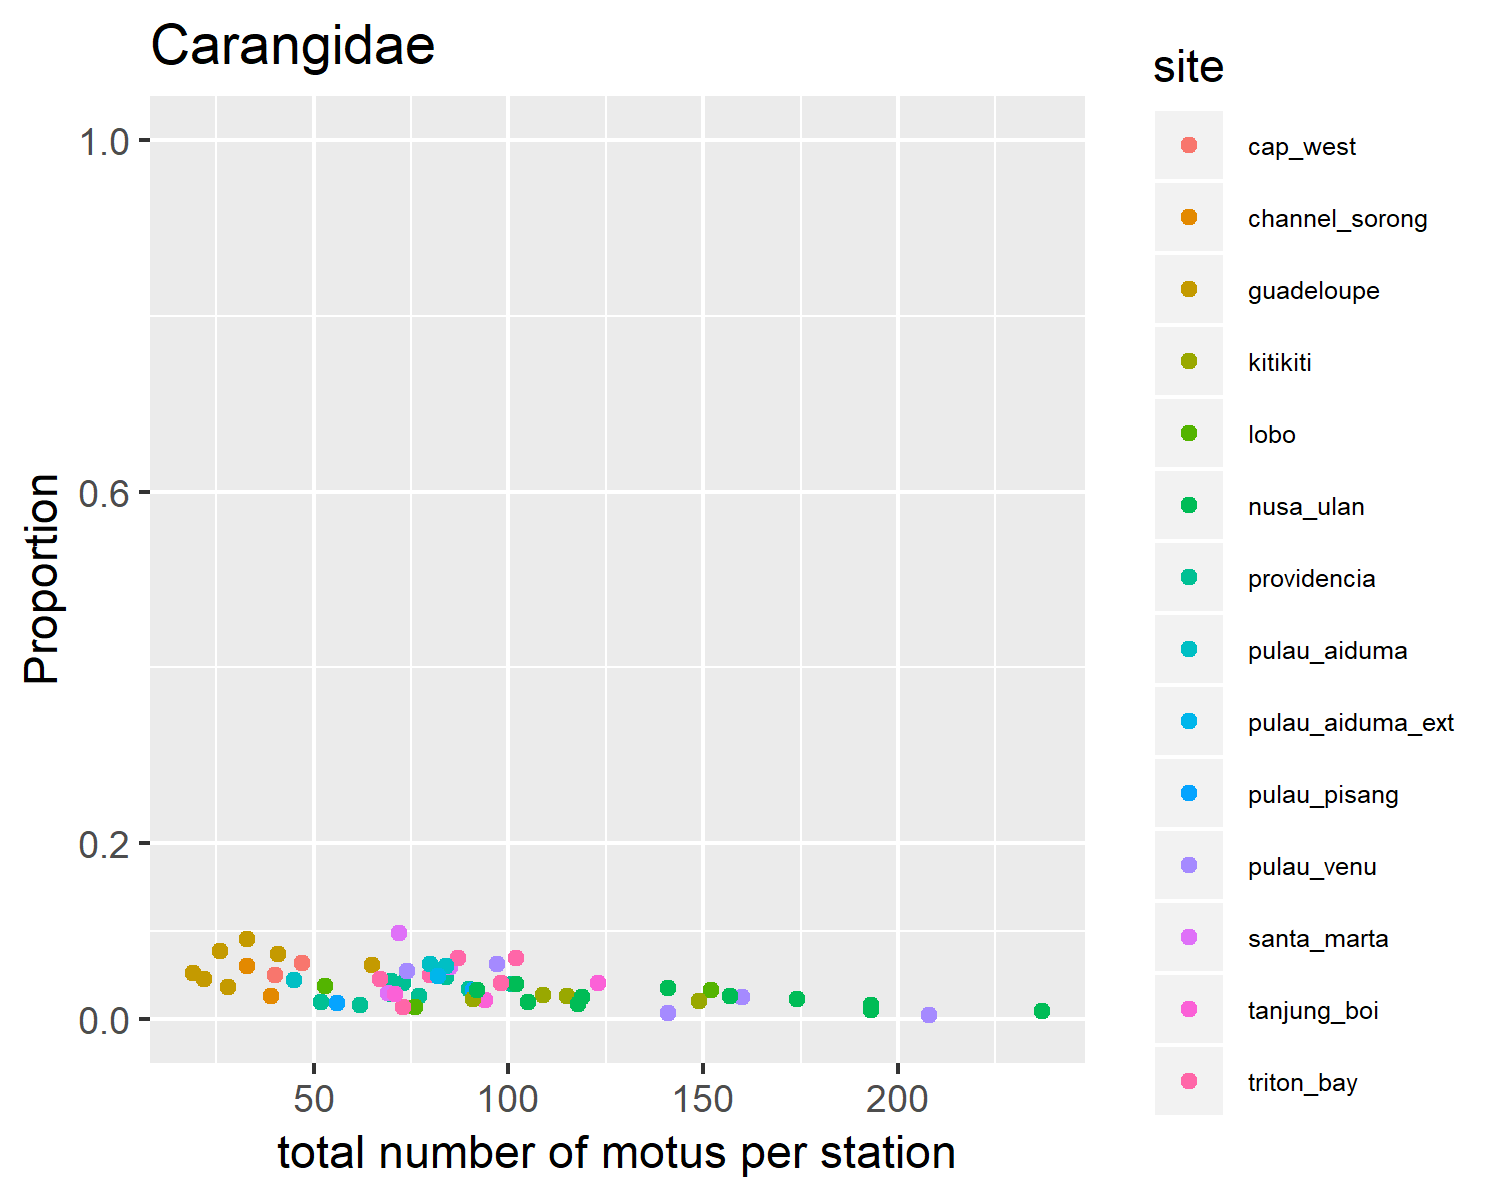 Carangidae
site
cap_west
channel_sorong
guadeloupe
kitikiti
lobo
nusa_ulan
providencia
pulau_aiduma
pulau_aiduma_ext
pulau_pisang
pulau_venu
santa_marta
tanjung_boi
triton_bay
Proportion
1.0
0.6
0.2
0.0
50 100 150 200
total number of motus per station